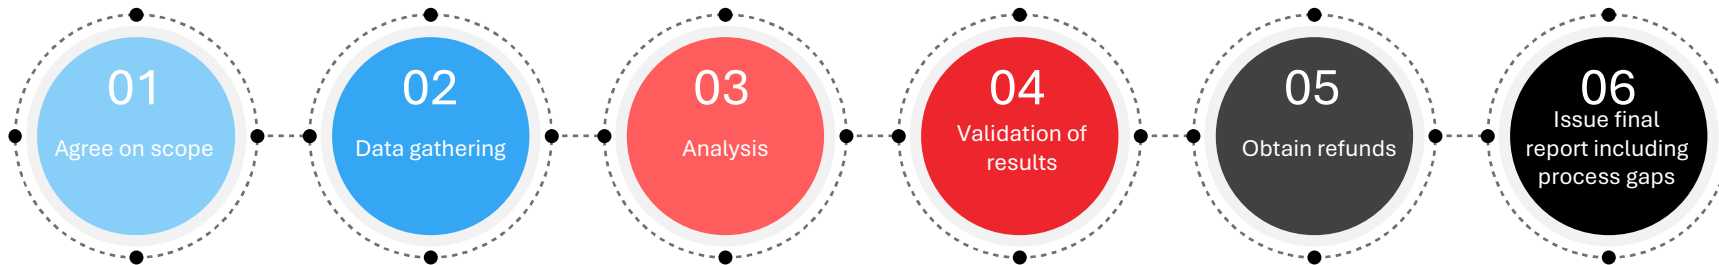 01
Agree on scope
02
Data gathering
03
Analysis
04
Validation of
results
05
Obtain refunds
06
Issue final
report including
process gaps